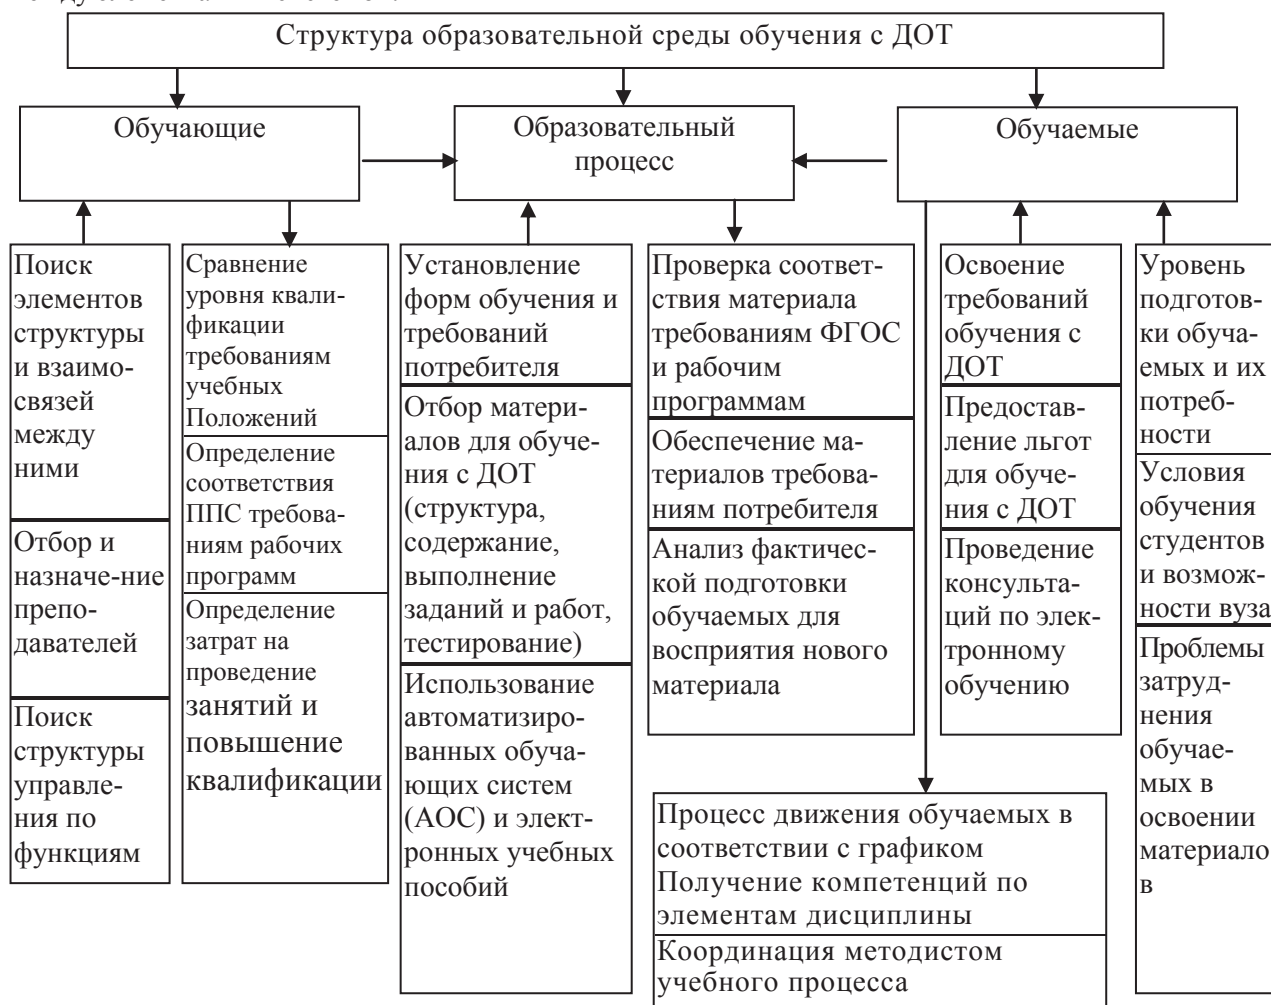 Структура образовательной среды обучения с ДОТ
Обучающие
Образовательный
процесс
Обучаемые
Поиск
элементов
структуры
и взаимо-
связей
между
ними
Отбор и
назначе-ние
препо-
давателей
Поиск
структуры
управле-
ния по
функциям
Сравнение
уровня квали-
фикации
требованиям
учебных
Положений
Определение
соответствия
ППС требова-
ниям рабочих
программ
Определение
затрат на
проведение
занятий и
повышение
квалификации
Установление
форм обучения и
требований
потребителя
Отбор матери-
алов для обуче-
ния с ДОТ
(структура,
содержание,
выполнение
заданий и работ,
тестирование)
Использование
автоматизиро-
ванных обуча-
ющих систем
(АОС) и элект-
ронных учебных
пособий
Проверка соответ-
ствия материала
требованиям ФГОС
и рабочим
программам
Обеспечение ма-
териалов требова-
ниям потребителя
Анализ фактичес-
кой подготовки
обучаемых для
восприятия нового
материала
Освоение
требований
обучения с
ДОТ
Предостав-
ление льгот
для обуче-
ния с ДОТ
Проведение
консульта-
ций по элек-
тронному
обучению
Уровень
подготов-
ки обуча-
емых и их
потреб-
ности
Условия
обучения
студентов
и возмож-
ности вуза
Проблемы
затруд-
нения
обучае-
мых в
освоении
материало
в
Процесс движения обучаемых в
соответствии с графиком
Получение компетенций по
элементам дисциплины
Координация методистом
учебного процесса